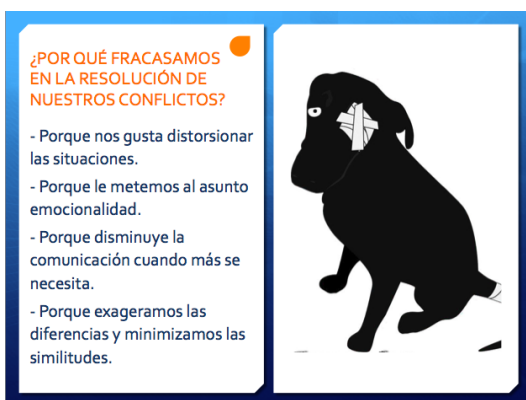 ¿POR QUÉ FRACASAMOS
EN LA RESOLUCIÓN DE
NUESTROS CONFLICTOS?
- Porque nos gusta distorsionar
las situaciones.
- Porque le metemos al asunto
emocionalidad.
- Porque disminuye la
comunicación cuando más se
necesita.
- Porque exageramos las
diferencias y minimizamos las
similitudes.